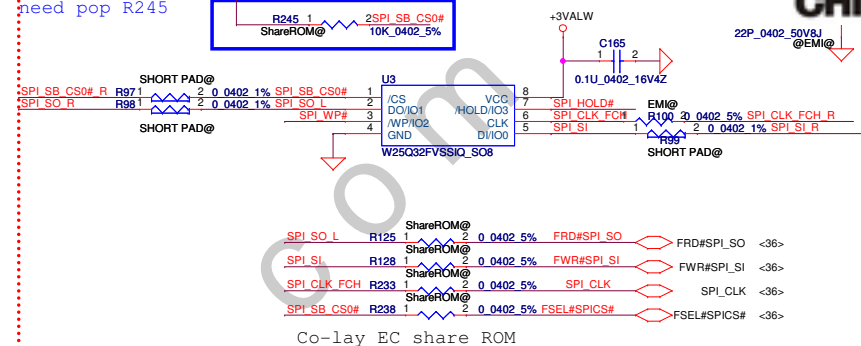 need pop R245
CHI
R245 1 2 SPI_SB_CS0#
ShareROM@ 10K_0402_5%
+3VALW
22P_0402_50V8J
@EMI@
C165
1 2
0.1U_0402_16V4Z
SHORT PAD@
SPI_SB_CS0#_R R97 1 2 0_0402_1% SPI_SB_CS0#
SPI_SO_R R98 1 2 0_0402_1% SPI_SO_L
SPI_WP#
SHORT PAD@
U3
1 /CS VCC 8
2 DO/IO1 /HOLD/IO3 7 SPI_HOLD#
3 /WP/IO2 CLK 6 SPI_CLK_FCH
4 GND DI/IO0 5 SPI_SI
W25Q32FVSSIQ_SO8
EMI@
1 R100 2 0_0402_5% SPI_CLK_FCH_R
1 2 0_0402_1% SPI_SI_R
R99
SHORT PAD@
com
ShareROM@
SPI_SO_L R125 1 2 0_0402_5% FRD#SPI_SO FRD#SPI_SO <36>
ShareROM@
SPI_SI R128 1 2 0_0402_5% FWR#SPI_SI FWR#SPI_SI <36>
ShareROM@
SPI_CLK_FCH R233 1 2 0_0402_5% SPI_CLK SPI_CLK <36>
ShareROM@
SPI_SB_CS0# R238 1 2 0_0402_5% FSEL#SPICS# FSEL#SPICS# <36>
Co-lay EC share ROM